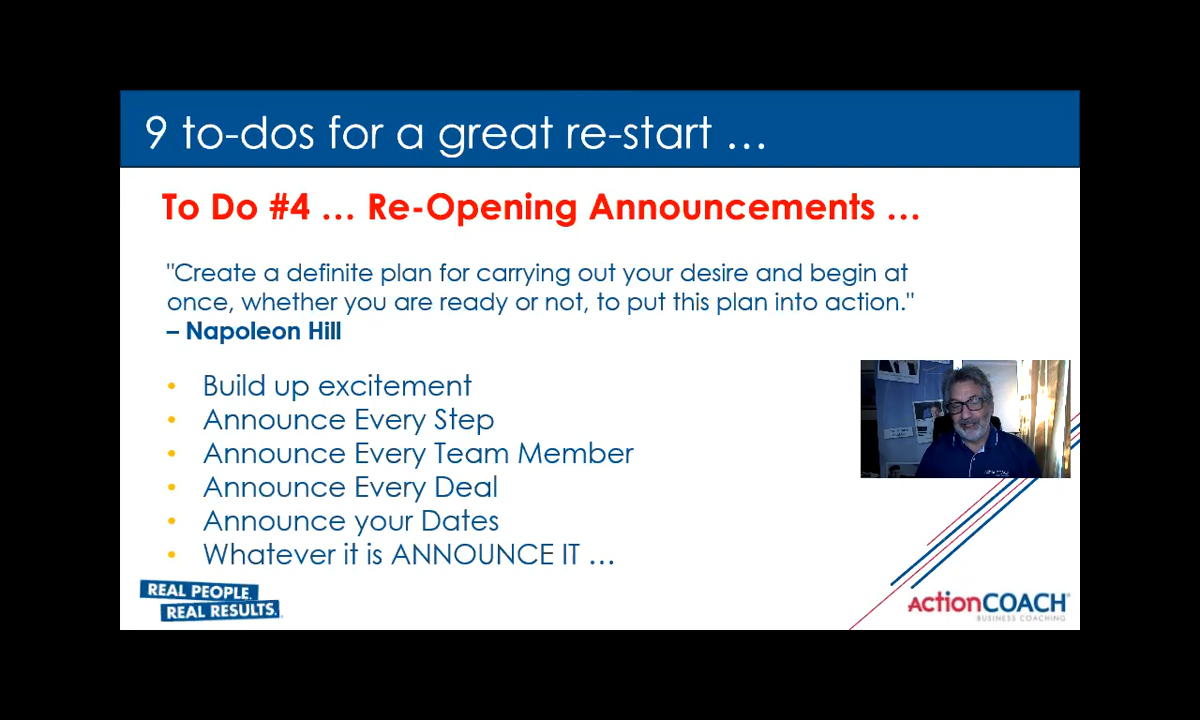 9 to-dos for a great re-start …
To Do #4 … Re-Opening Announcements …
"Create a definite plan for carrying out your desire and begin at
once, whether you are ready or not, to put this plan into action."
– Napoleon Hill
• Build up excitement
• Announce Every Step
• Announce Every Team Member
• Announce Every Deal
• Announce your Dates
• Whatever it is ANNOUNCE IT …
REAL PEOPLE.
REAL RESULTS.
ActionCOACH
BUSINESS COACHING